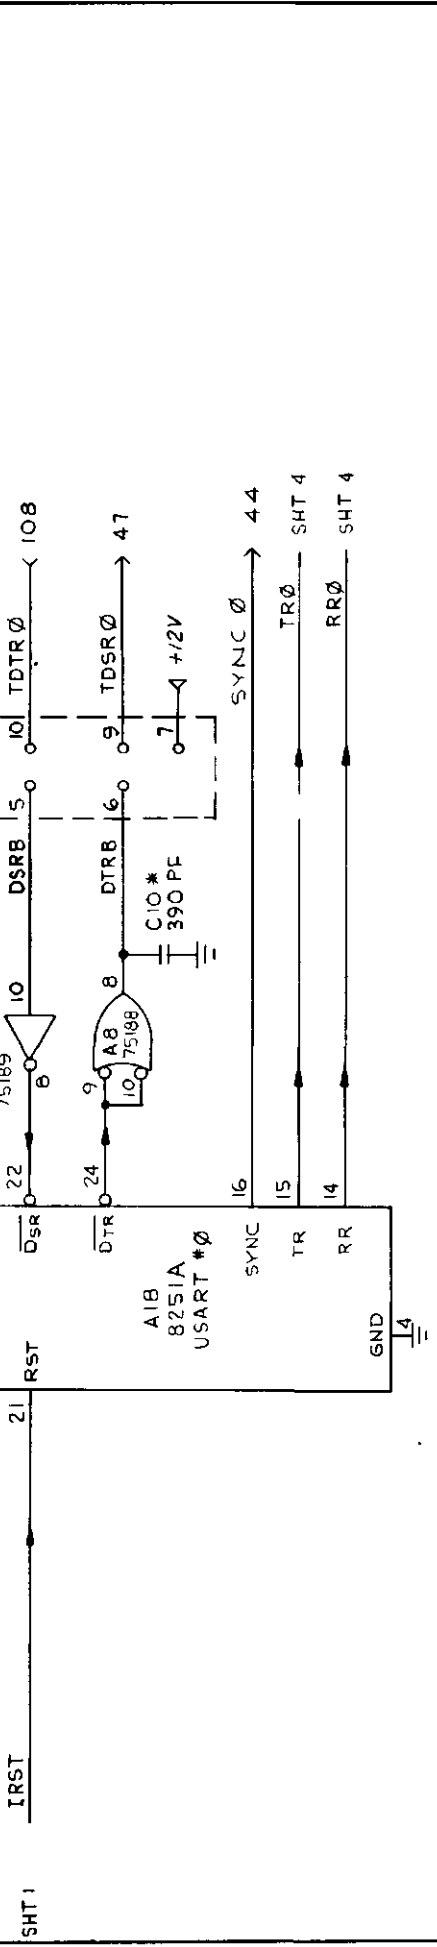 SHT 1
IRST
21
RST
DSR
22
8
75189
10
DSRB
5
10
TDTRØ
108
DTR
24
9
10
A8
75188
8
DTRB
6
9
TDSRØ
47
C10*
390 PF
7
+12V
A18
8251A
USART #Ø
SYNC
16
SYNC Ø
44
TR
15
TRØ
SHT 4
RR
14
RRØ
SHT 4
GND
4